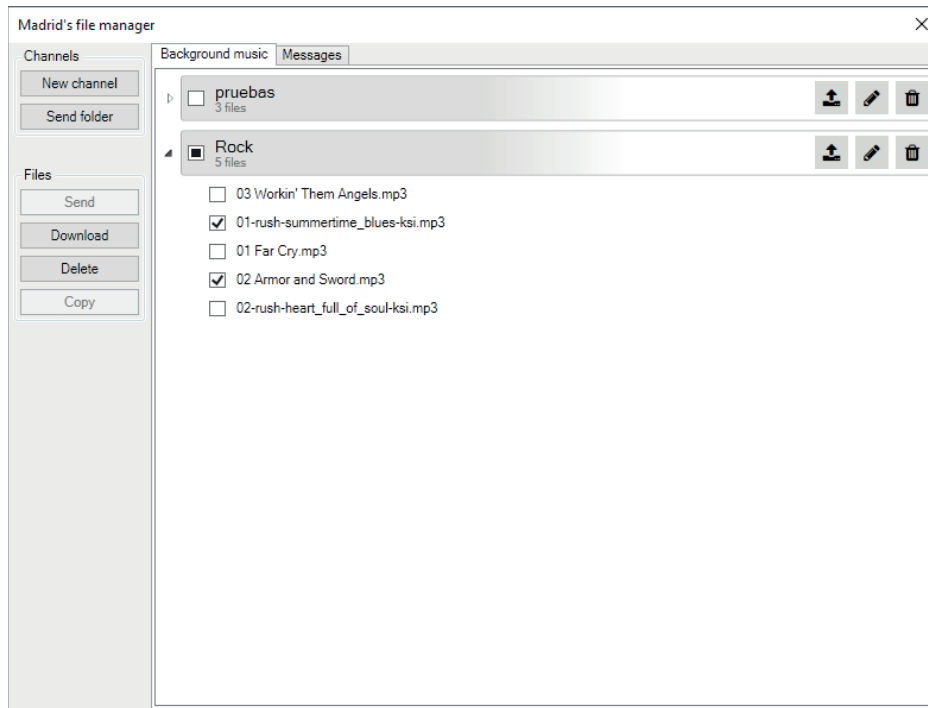 Madrid's file manager
Channels
New channel
Send folder
Files
Send
Download
Delete
Copy
Background music
Messages
pruebas
3 files
Rock
5 files
03 Workin' Them Angels.mp3
01-rush-summertime_blues-ksi.mp3
01 Far Cry.mp3
02 Armor and Sword.mp3
02-rush-heart_full_of_soul-ksi.mp3